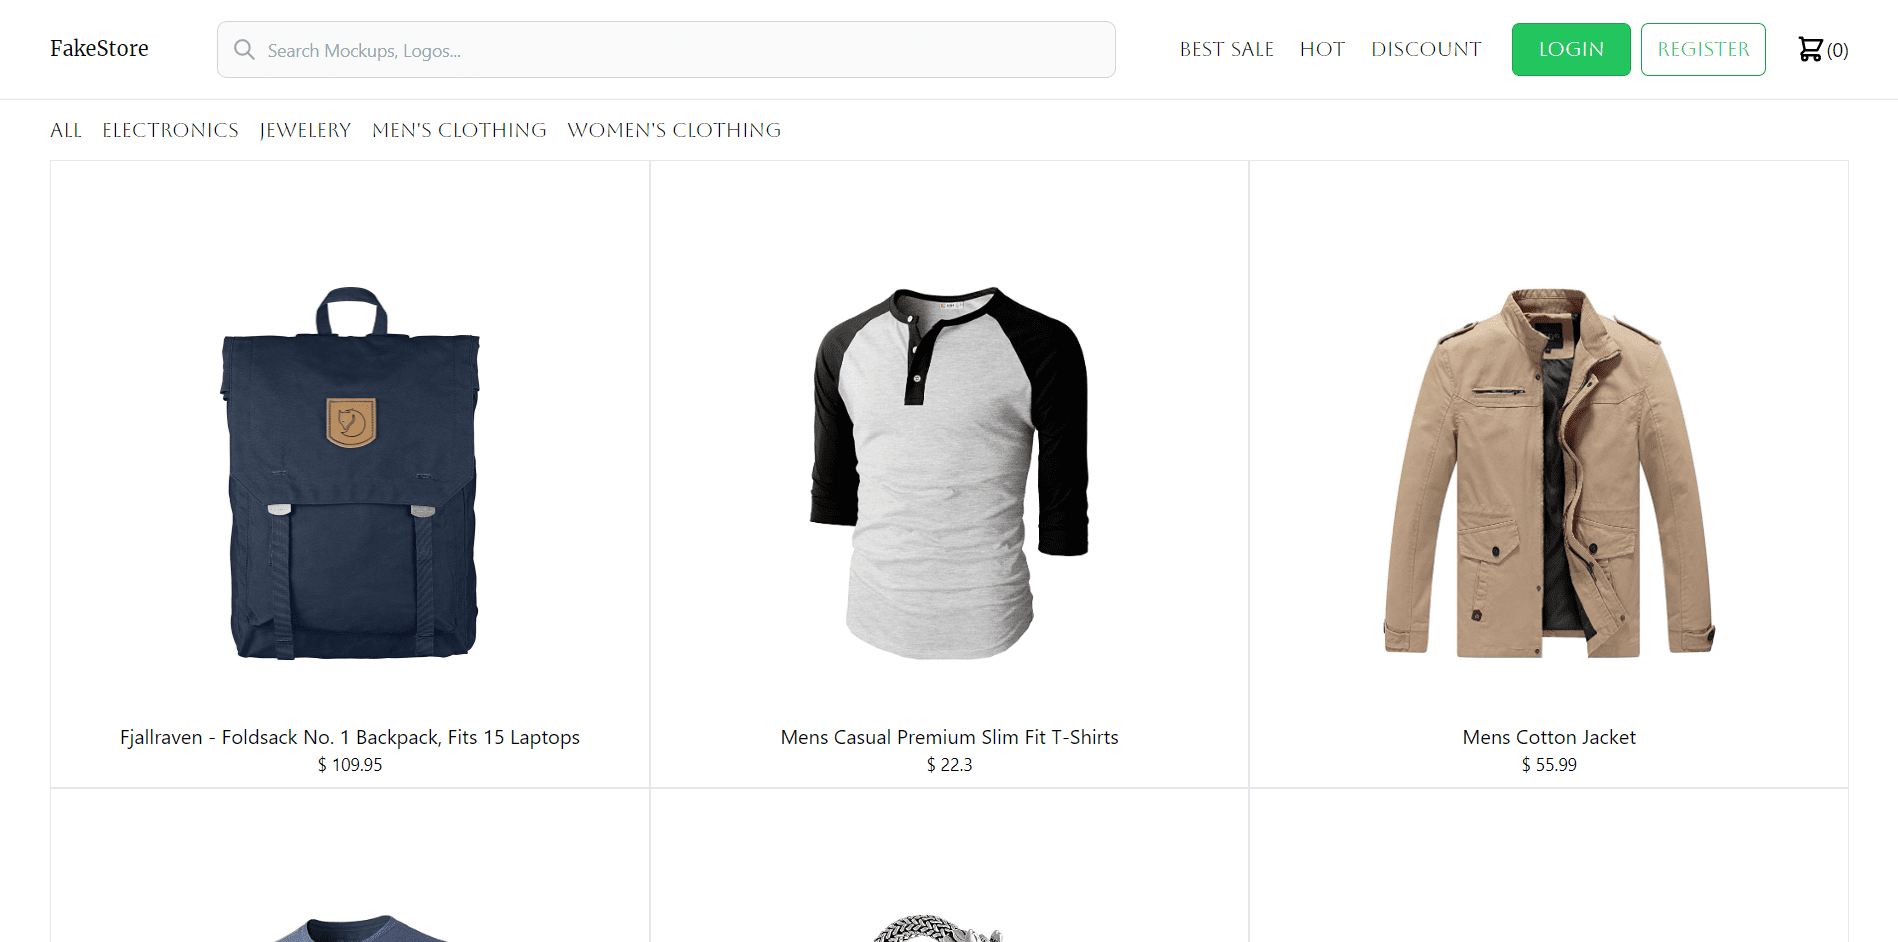 FakeStore
Search Mockups, Logos...
BEST SALE HOT DISCOUNT LOGIN REGISTER (0)
ALL ELECTRONICS JEWELERY MEN'S CLOTHING WOMEN'S CLOTHING
Fjallraven - Foldsack No. 1 Backpack, Fits 15 Laptops
$ 109.95
Mens Casual Premium Slim Fit T-Shirts
$ 22.3
Mens Cotton Jacket
$ 55.99